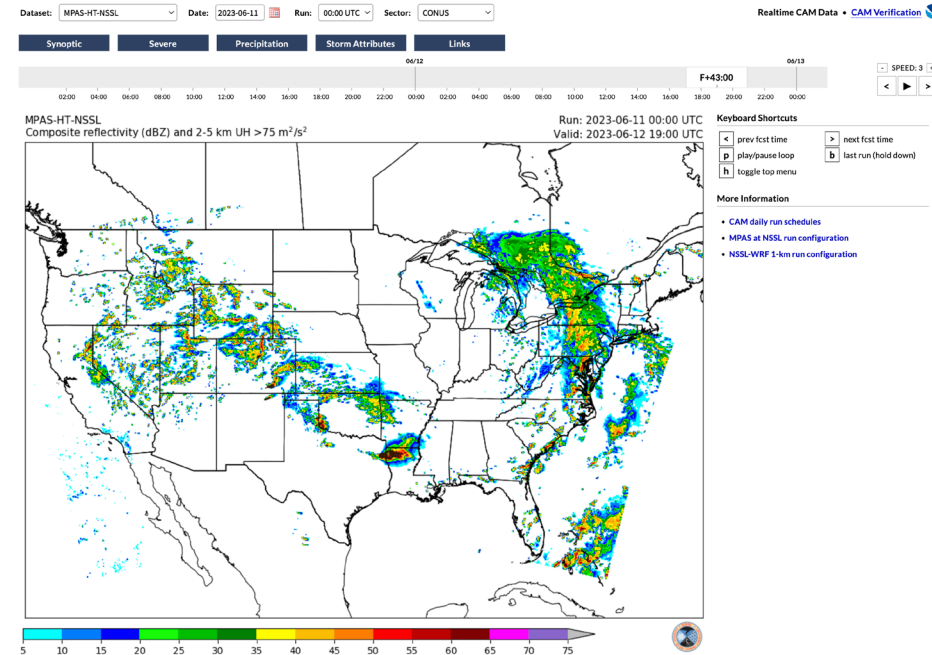 Dataset: MPAS-HT-NSSL Date: 2023-06-11 Run: 00:00 UTC Sector: CONUS
Realtime CAM Data • CAM Verification
Synoptic Severe Precipitation Storm Attributes Links
06/12 06/13
F+43:00
- SPEED: 3
< ▶ >
02:00 04:00 06:00 08:00 10:00 12:00 14:00 16:00 18:00 20:00 22:00 00:00 02:00 04:00 06:00 08:00 10:00 12:00 14:00 16:00 18:00 20:00 22:00 00:00
MPAS-HT-NSSL Run: 2023-06-11 00:00 UTC
Composite reflectivity (dBZ) and 2-5 km UH >75 m²/s² Valid: 2023-06-12 19:00 UTC
Keyboard Shortcuts
< prev fcst time > next fcst time
p play/pause loop b last run (hold down)
h toggle top menu
More Information
• CAM daily run schedules
• MPAS at NSSL run configuration
• NSSL-WRF 1-km run configuration
5 10 15 20 25 30 35 40 45 50 55 60 65 70 75